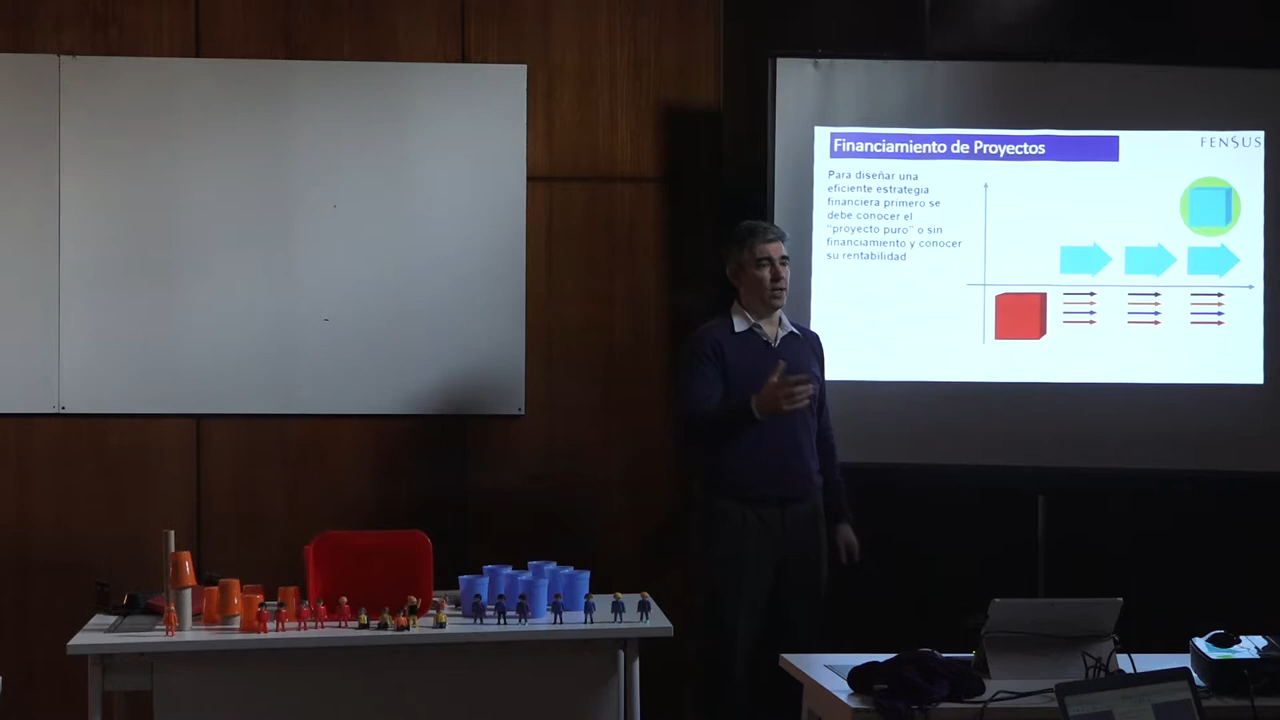 Financiamiento de Proyectos
FENSUS
Para diseñar una
eficiente estrategia
financiera primero se
debe conocer el
"proyecto puro" o sin
financiamiento y conocer
su rentabilidad